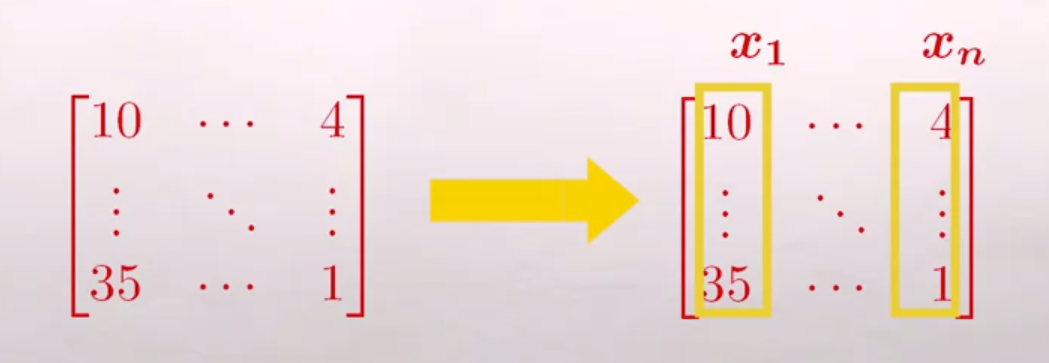 x₁ xₙ
10 ⋯ 4 10 ⋯ 4
⋮ ⋱ ⋮ ⋮ ⋱ ⋮
35 ⋯ 1 35 ⋯ 1